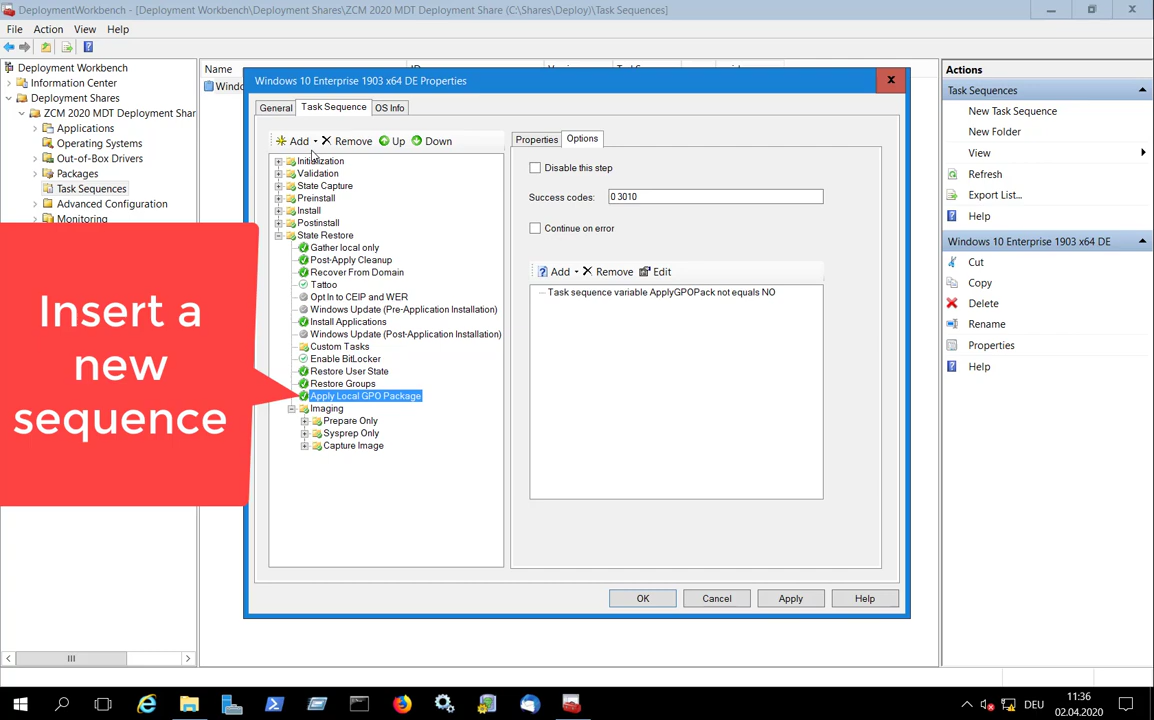 DeploymentWorkbench - [Deployment Workbench\Deployment Shares\ZCM 2020 MDT Deployment Share (C:\Shares\Deploy)\Task Sequences]
File Action View Help
Deployment Workbench
Information Center
Deployment Shares
ZCM 2020 MDT Deployment Shar
Applications
Operating Systems
Out-of-Box Drivers
Packages
Task Sequences
Advanced Configuration
Monitoring
Name
Windo
Windows 10 Enterprise 1903 x64 DE Properties
General Task Sequence OS Info
Add Remove Up Down
Initialization
Validation
State Capture
Preinstall
Install
Postinstall
State Restore
Gather local only
Post-Apply Cleanup
Recover From Domain
Tattoo
Opt In to CEIP and WER
Windows Update (Pre-Application Installation)
Install Applications
Windows Update (Post-Application Installation)
Custom Tasks
Enable BitLocker
Restore User State
Restore Groups
Apply Local GPO Package
Imaging
Prepare Only
Sysprep Only
Capture Image
Properties Options
Disable this step
Success codes: 0 3010
Continue on error
Add Remove Edit
Task sequence variable ApplyGPOPack not equals NO
OK Cancel Apply Help
Actions
Task Sequences
New Task Sequence
New Folder
View
Refresh
Export List...
Help
Windows 10 Enterprise 1903 x64 DE
Cut
Copy
Delete
Rename
Properties
Help
Insert a
new
sequence
DEU
11:36
02.04.2020